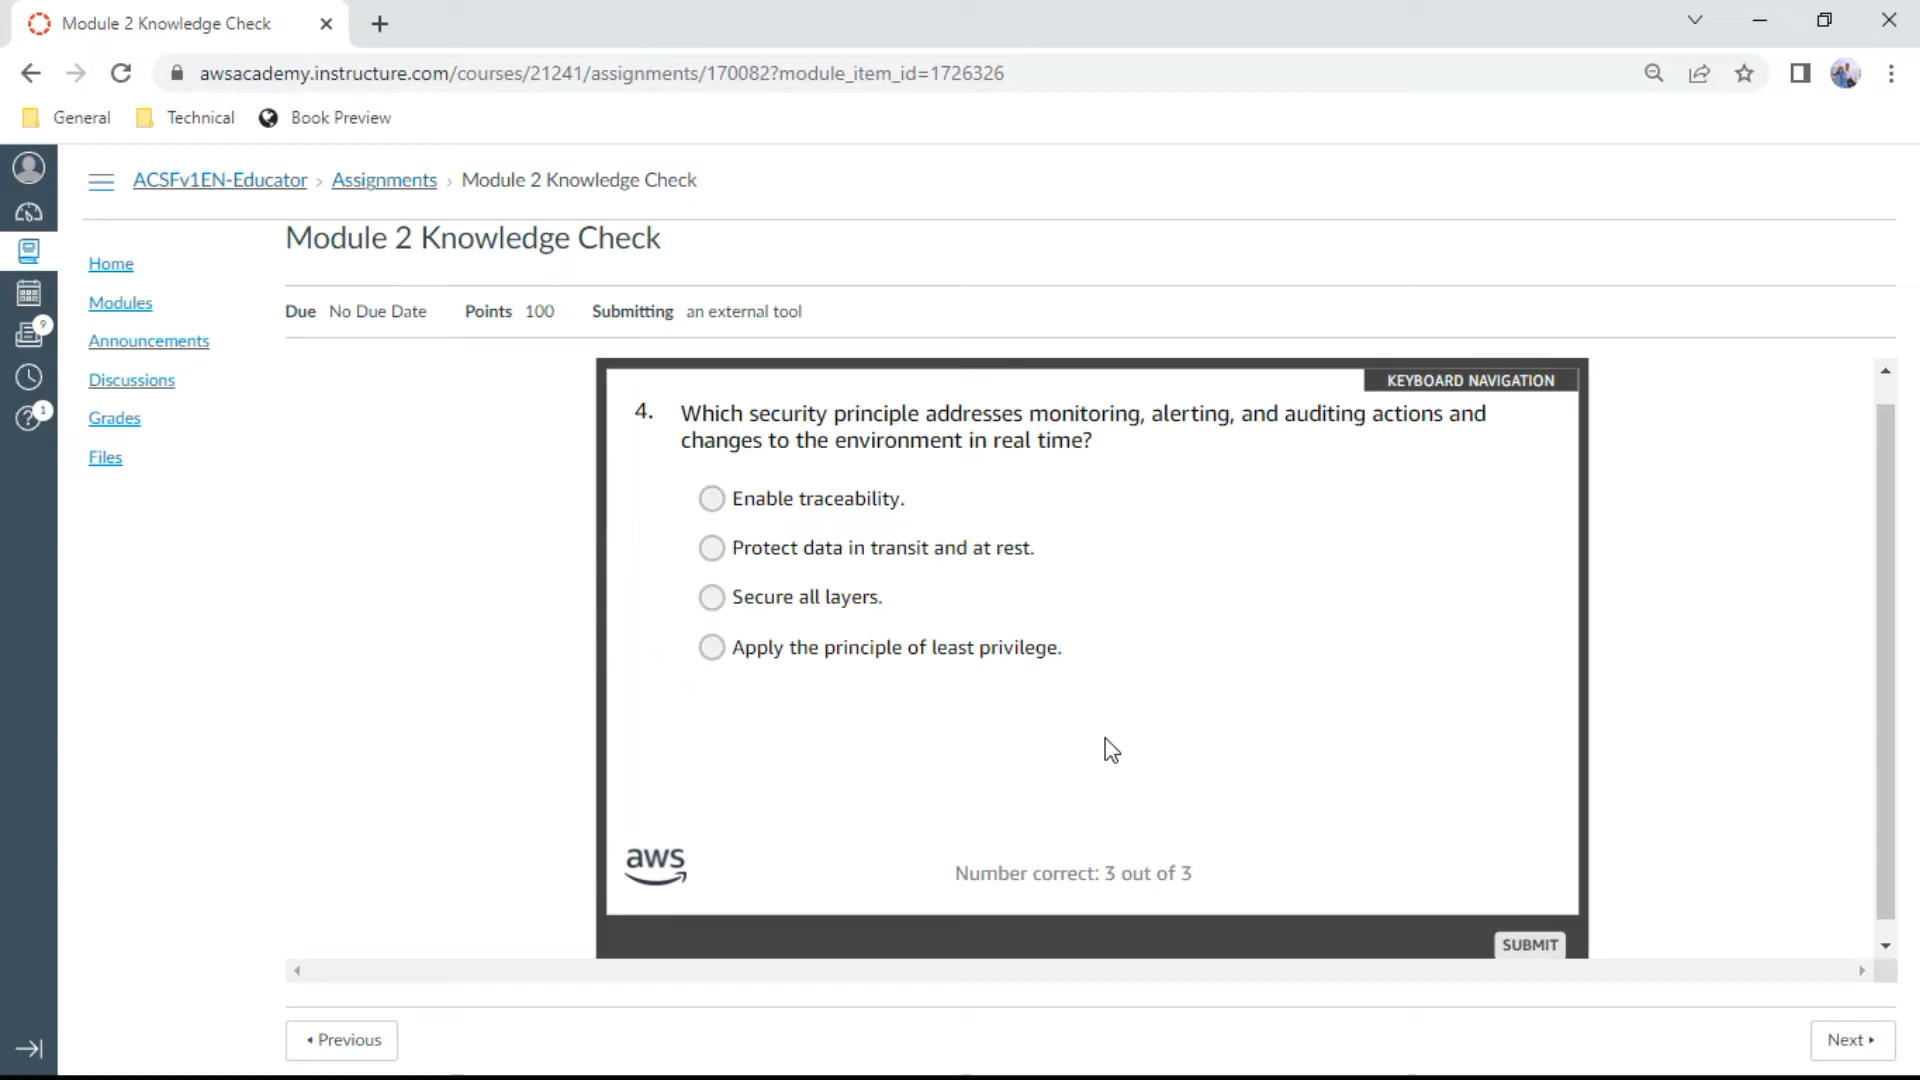 Module 2 Knowledge Check
awsacademy.instructure.com/courses/21241/assignments/170082?module_item_id=1726326
General Technical Book Preview
ACSFv1EN-Educator › Assignments › Module 2 Knowledge Check
Module 2 Knowledge Check
Home
Modules
Announcements
Discussions
Grades
Files
9
1
Due No Due Date Points 100 Submitting an external tool
KEYBOARD NAVIGATION
4. Which security principle addresses monitoring, alerting, and auditing actions and
changes to the environment in real time?
Enable traceability.
Protect data in transit and at rest.
Secure all layers.
Apply the principle of least privilege.
aws
Number correct: 3 out of 3
SUBMIT
Previous
Next